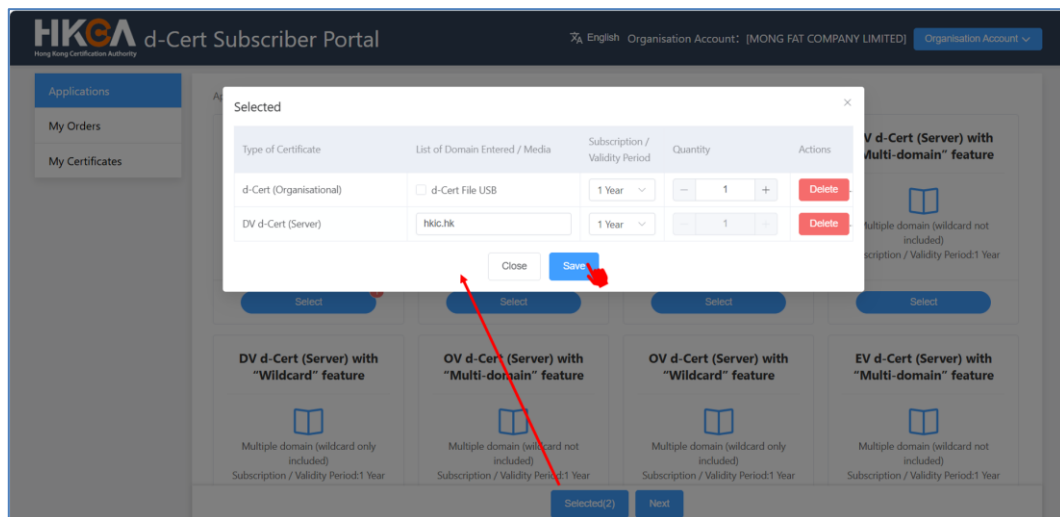 HKCA d-Cert Subscriber Portal
Hong Kong Certification Authority
English Organisation Account: [MONG FAT COMPANY LIMITED] Organisation Account
Applications
My Orders
My Certificates
Selected
Type of Certificate List of Domain Entered / Media Subscription / Validity Period Quantity Actions
d-Cert (Organisational) d-Cert File USB 1 Year 1 Delete
DV d-Cert (Server) hkic.hk 1 Year 1 Delete
Close Save
V d-Cert (Server) with
Multi-domain” feature
Multiple domain (wildcard not
included)
scription / Validity Period:1 Year
Select Select Select Select
DV d-Cert (Server) with
“Wildcard” feature
Multiple domain (wildcard only
included)
Subscription / Validity Period:1 Year
OV d-Cert (Server) with
“Multi-domain” feature
Multiple domain (wildcard not
included)
Subscription / Validity Period:1 Year
OV d-Cert (Server) with
“Wildcard” feature
Multiple domain (wildcard only
included)
Subscription / Validity Period:1 Year
EV d-Cert (Server) with
“Multi-domain” feature
Multiple domain (wildcard not
included)
Subscription / Validity Period:1 Year
Selected(2) Next